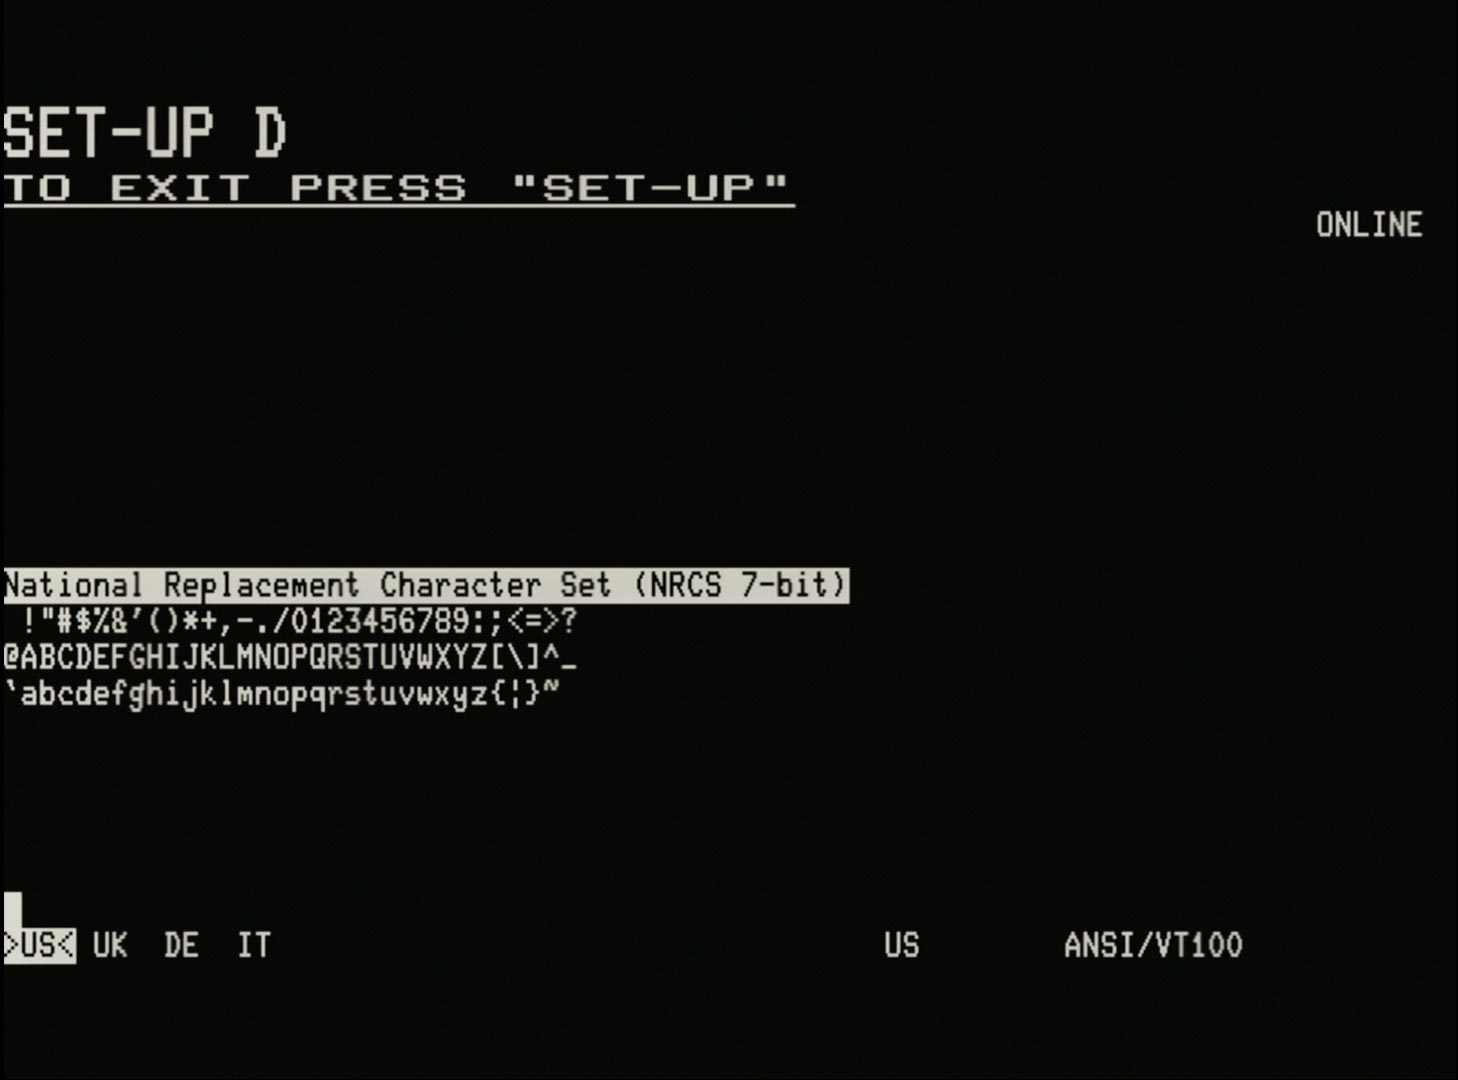 SET-UP D
TO EXIT PRESS "SET-UP"
ONLINE
National Replacement Character Set (NRCS 7-bit)
 !"#$%&'()*+,-./0123456789:;<=>?
@ABCDEFGHIJKLMNOPQRSTUVWXYZ[\]^_
`abcdefghijklmnopqrstuvwxyz{¦}~
>US< UK DE IT US ANSI/VT100